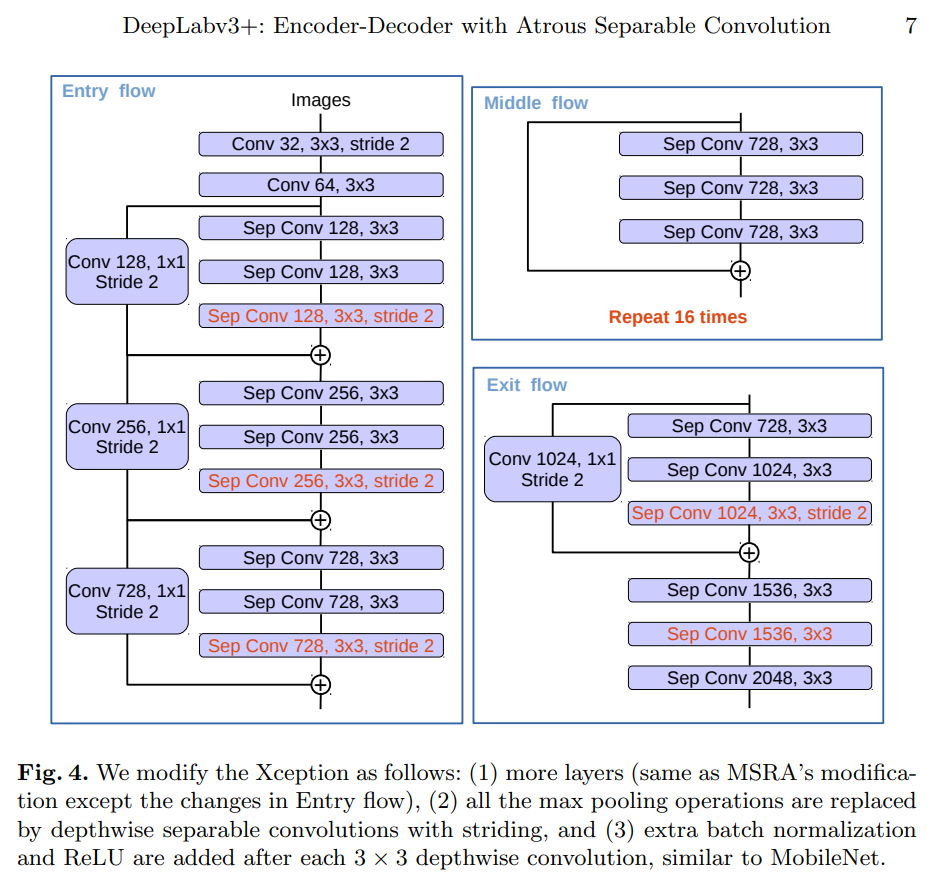 DeepLabv3+: Encoder-Decoder with Atrous Separable Convolution 7
Entry flow
Images
Conv 32, 3x3, stride 2
Conv 64, 3x3
Sep Conv 128, 3x3
Conv 128, 1x1
Stride 2
Sep Conv 128, 3x3
Sep Conv 128, 3x3, stride 2
Sep Conv 256, 3x3
Conv 256, 1x1
Stride 2
Sep Conv 256, 3x3
Sep Conv 256, 3x3, stride 2
Sep Conv 728, 3x3
Conv 728, 1x1
Stride 2
Sep Conv 728, 3x3
Sep Conv 728, 3x3, stride 2
Middle flow
Sep Conv 728, 3x3
Sep Conv 728, 3x3
Sep Conv 728, 3x3
Repeat 16 times
Exit flow
Sep Conv 728, 3x3
Conv 1024, 1x1
Stride 2
Sep Conv 1024, 3x3
Sep Conv 1024, 3x3, stride 2
Sep Conv 1536, 3x3
Sep Conv 1536, 3x3
Sep Conv 2048, 3x3
Fig. 4. We modify the Xception as follows: (1) more layers (same as MSRA's modifica-
tion except the changes in Entry flow), (2) all the max pooling operations are replaced
by depthwise separable convolutions with striding, and (3) extra batch normalization
and ReLU are added after each 3 × 3 depthwise convolution, similar to MobileNet.